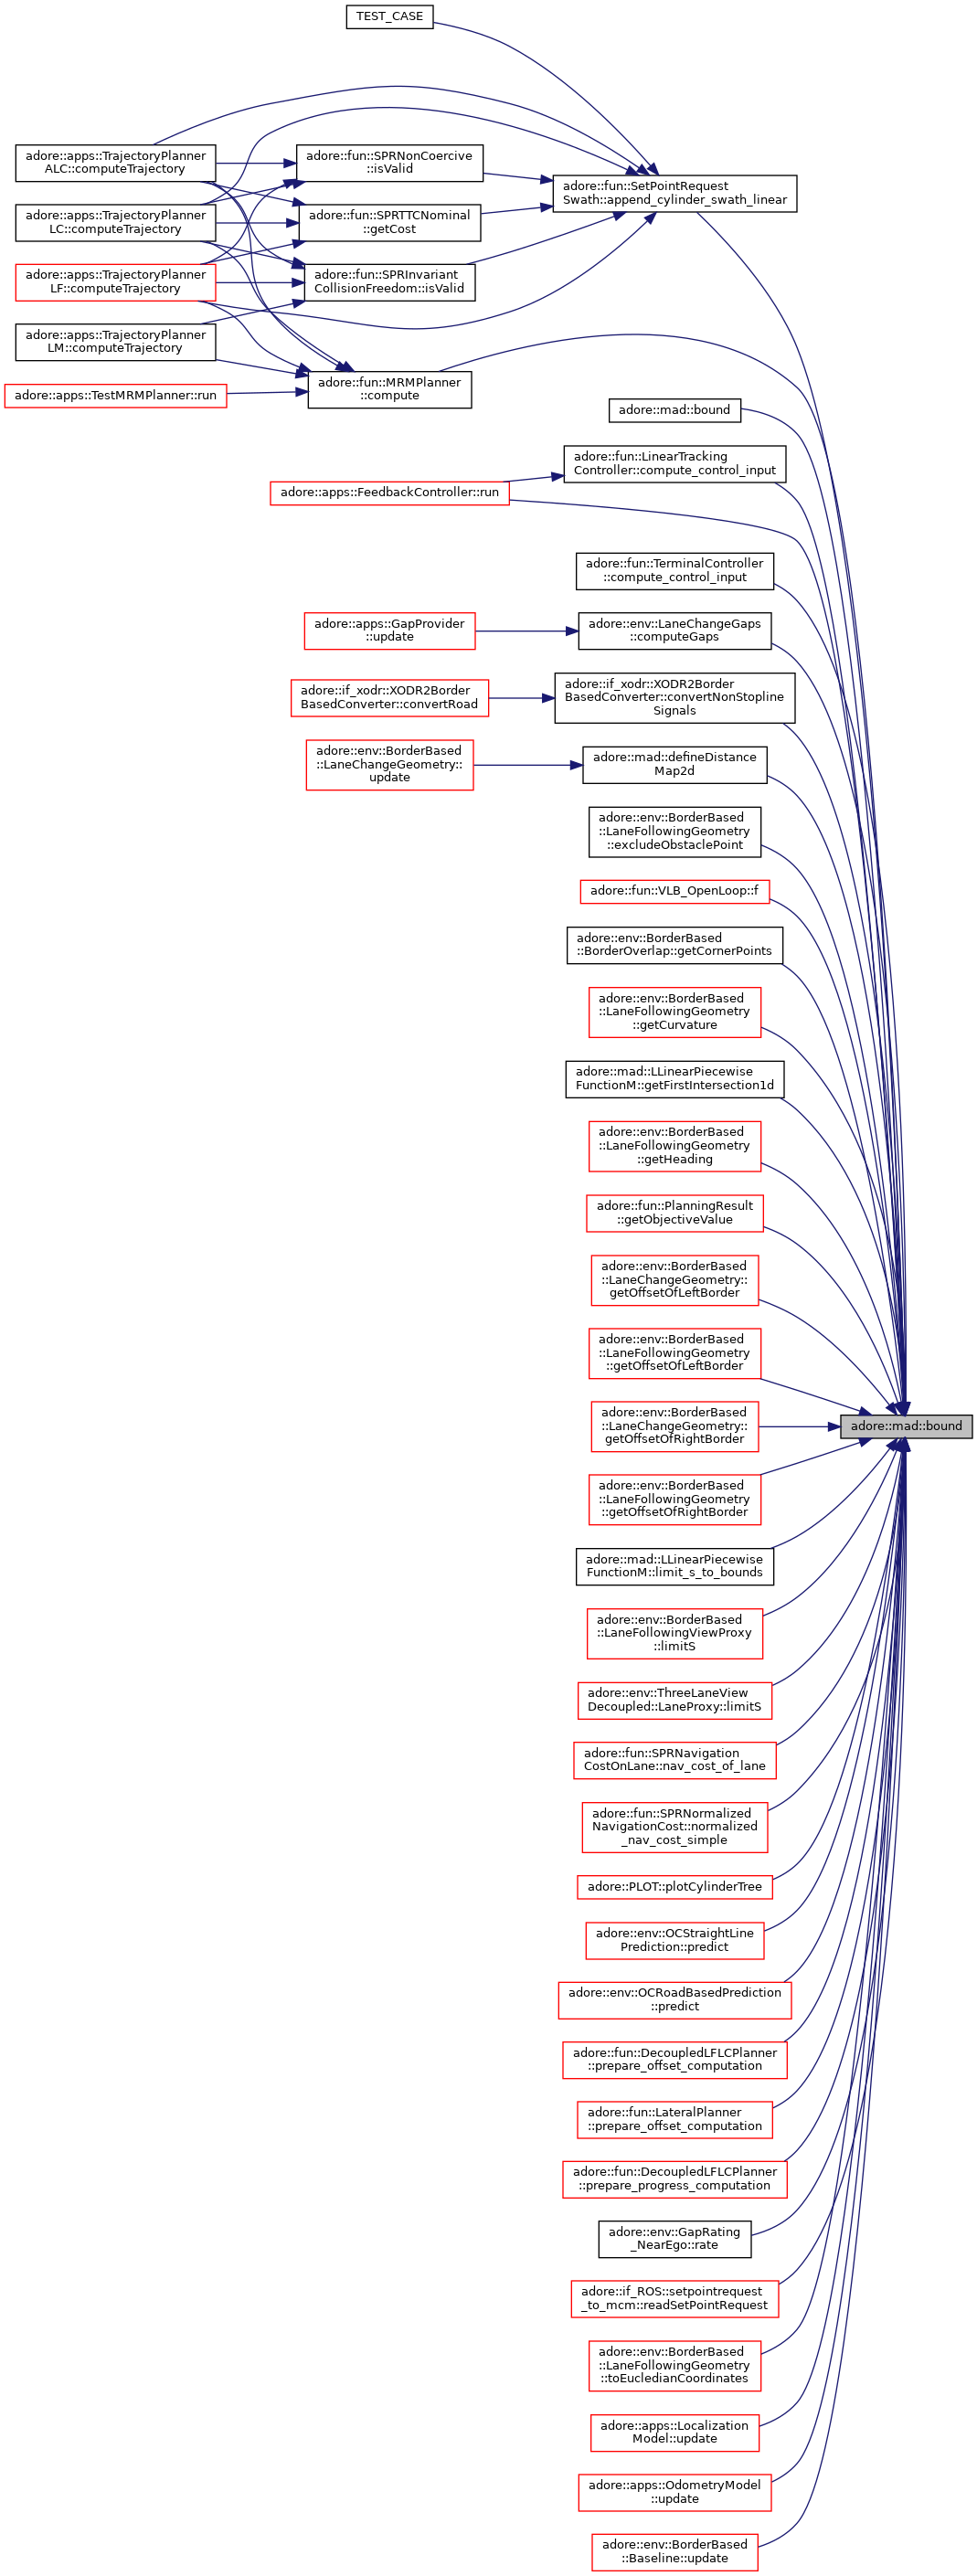 TEST_CASE
adore::apps::TrajectoryPlanner
ALC::computeTrajectory
adore::fun::SPRNonCoercive
::isValid
adore::fun::SetPointRequest
Swath::append_cylinder_swath_linear
adore::apps::TrajectoryPlanner
LC::computeTrajectory
adore::fun::SPRTTCNominal
::getCost
adore::apps::TrajectoryPlanner
LF::computeTrajectory
adore::fun::SPRInvariant
CollisionFreedom::isValid
adore::apps::TrajectoryPlanner
LM::computeTrajectory
adore::fun::MRMPlanner
::compute
adore::apps::TestMRMPlanner::run
adore::mad::bound
adore::fun::LinearTracking
Controller::compute_control_input
adore::apps::FeedbackController::run
adore::fun::TerminalController
::compute_control_input
adore::apps::GapProvider
::update
adore::env::LaneChangeGaps
::computeGaps
adore::if_xodr::XODR2Border
BasedConverter::convertRoad
adore::if_xodr::XODR2Border
BasedConverter::convertNonStopline
Signals
adore::env::BorderBased
::LaneChangeGeometry::
update
adore::mad::defineDistance
Map2d
adore::env::BorderBased
::LaneFollowingGeometry
::excludeObstaclePoint
adore::fun::VLB_OpenLoop::f
adore::env::BorderBased
::BorderOverlap::getCornerPoints
adore::env::BorderBased
::LaneFollowingGeometry
::getCurvature
adore::mad::LLinearPiecewise
FunctionM::getFirstIntersection1d
adore::env::BorderBased
::LaneFollowingGeometry
::getHeading
adore::fun::PlanningResult
::getObjectiveValue
adore::env::BorderBased
::LaneChangeGeometry::
getOffsetOfLeftBorder
adore::env::BorderBased
::LaneFollowingGeometry
::getOffsetOfLeftBorder
adore::env::BorderBased
::LaneChangeGeometry::
getOffsetOfRightBorder
adore::mad::bound
adore::env::BorderBased
::LaneFollowingGeometry
::getOffsetOfRightBorder
adore::mad::LLinearPiecewise
FunctionM::limit_s_to_bounds
adore::env::BorderBased
::LaneFollowingViewProxy
::limitS
adore::env::ThreeLaneView
Decoupled::LaneProxy::limitS
adore::fun::SPRNavigation
CostOnLane::nav_cost_of_lane
adore::fun::SPRNormalized
NavigationCost::normalized
_nav_cost_simple
adore::PLOT::plotCylinderTree
adore::env::OCStraightLine
Prediction::predict
adore::env::OCRoadBasedPrediction
::predict
adore::fun::DecoupledLFLCPlanner
::prepare_offset_computation
adore::fun::LateralPlanner
::prepare_offset_computation
adore::fun::DecoupledLFLCPlanner
::prepare_progress_computation
adore::env::GapRating
_NearEgo::rate
adore::if_ROS::setpointrequest
_to_mcm::readSetPointRequest
adore::env::BorderBased
::LaneFollowingGeometry
::toEucledianCoordinates
adore::apps::Localization
Model::update
adore::apps::OdometryModel
::update
adore::env::BorderBased
::Baseline::update